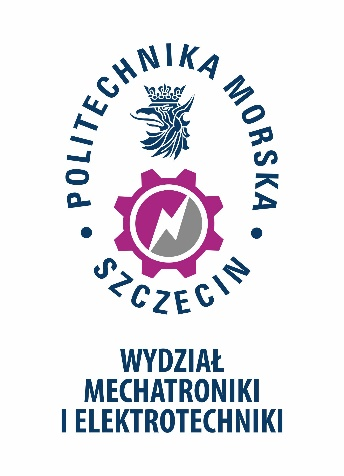 • POLITECHNIKA MORSKA •
SZCZECIN
WYDZIAŁ
MECHATRONIKI
I ELEKTROTECHNIKI